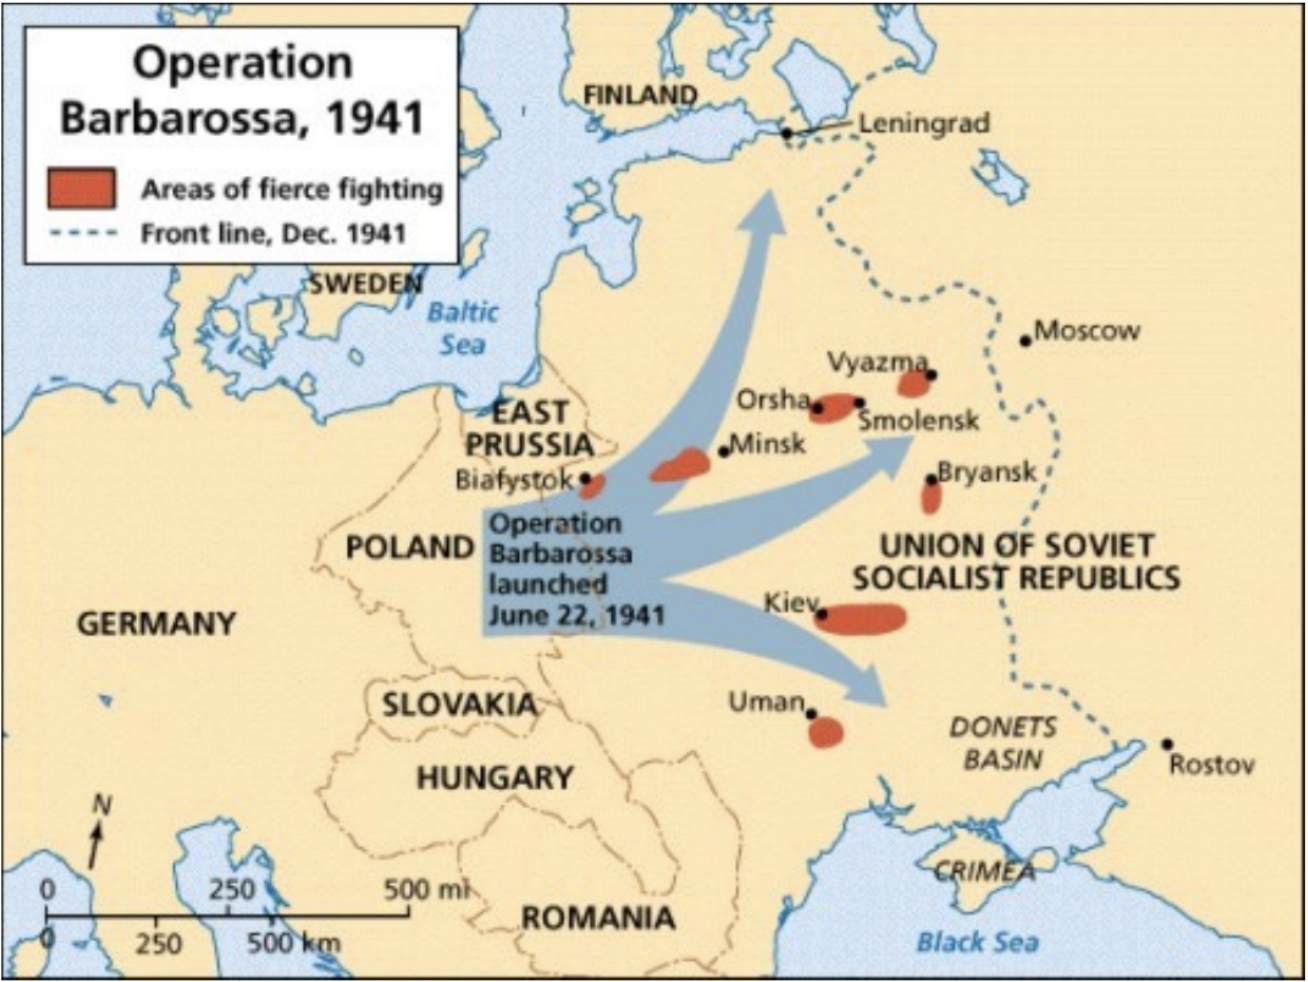 Operation
Barbarossa, 1941
Areas of fierce fighting
Front line, Dec. 1941
FINLAND
Leningrad
SWEDEN
Baltic
Sea
Moscow
Vyazma
Orsha
Smolensk
EAST
PRUSSIA
Minsk
Białystok
Bryansk
POLAND
Operation
Barbarossa
launched
June 22, 1941
UNION OF SOVIET
SOCIALIST REPUBLICS
GERMANY
Kiev
SLOVAKIA
Uman
DONETS
BASIN
Rostov
HUNGARY
N
CRIMEA
0 250 500 mi
0 250 500 km
ROMANIA
Black Sea